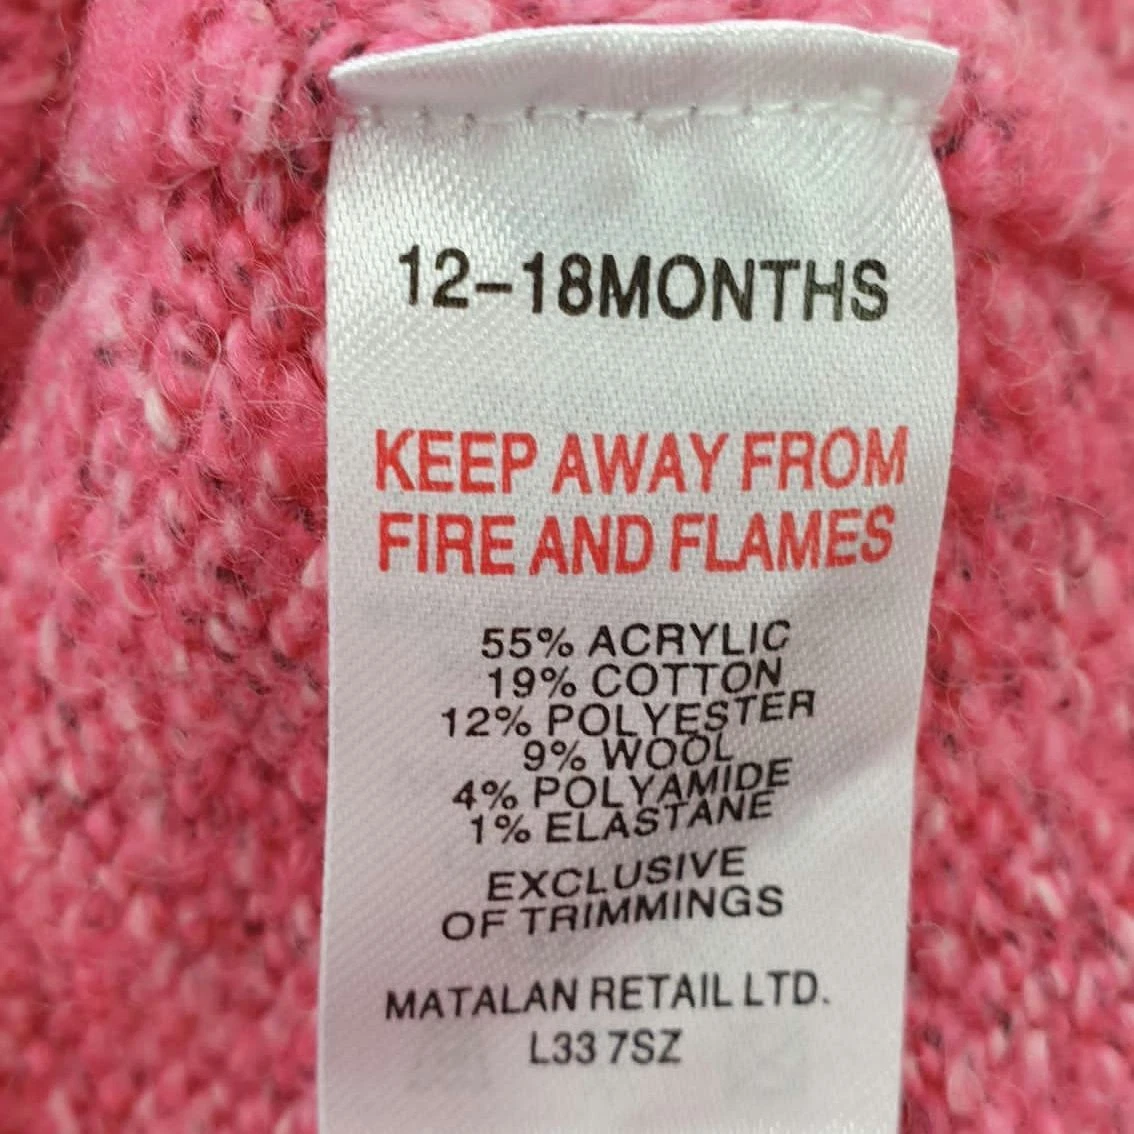 12-18MONTHS
KEEP AWAY FROM
FIRE AND FLAMES
55% ACRYLIC
19% COTTON
12% POLYESTER
9% WOOL
4% POLYAMIDE
1% ELASTANE
EXCLUSIVE
OF TRIMMINGS
MATALAN RETAIL LTD.
L33 7SZ